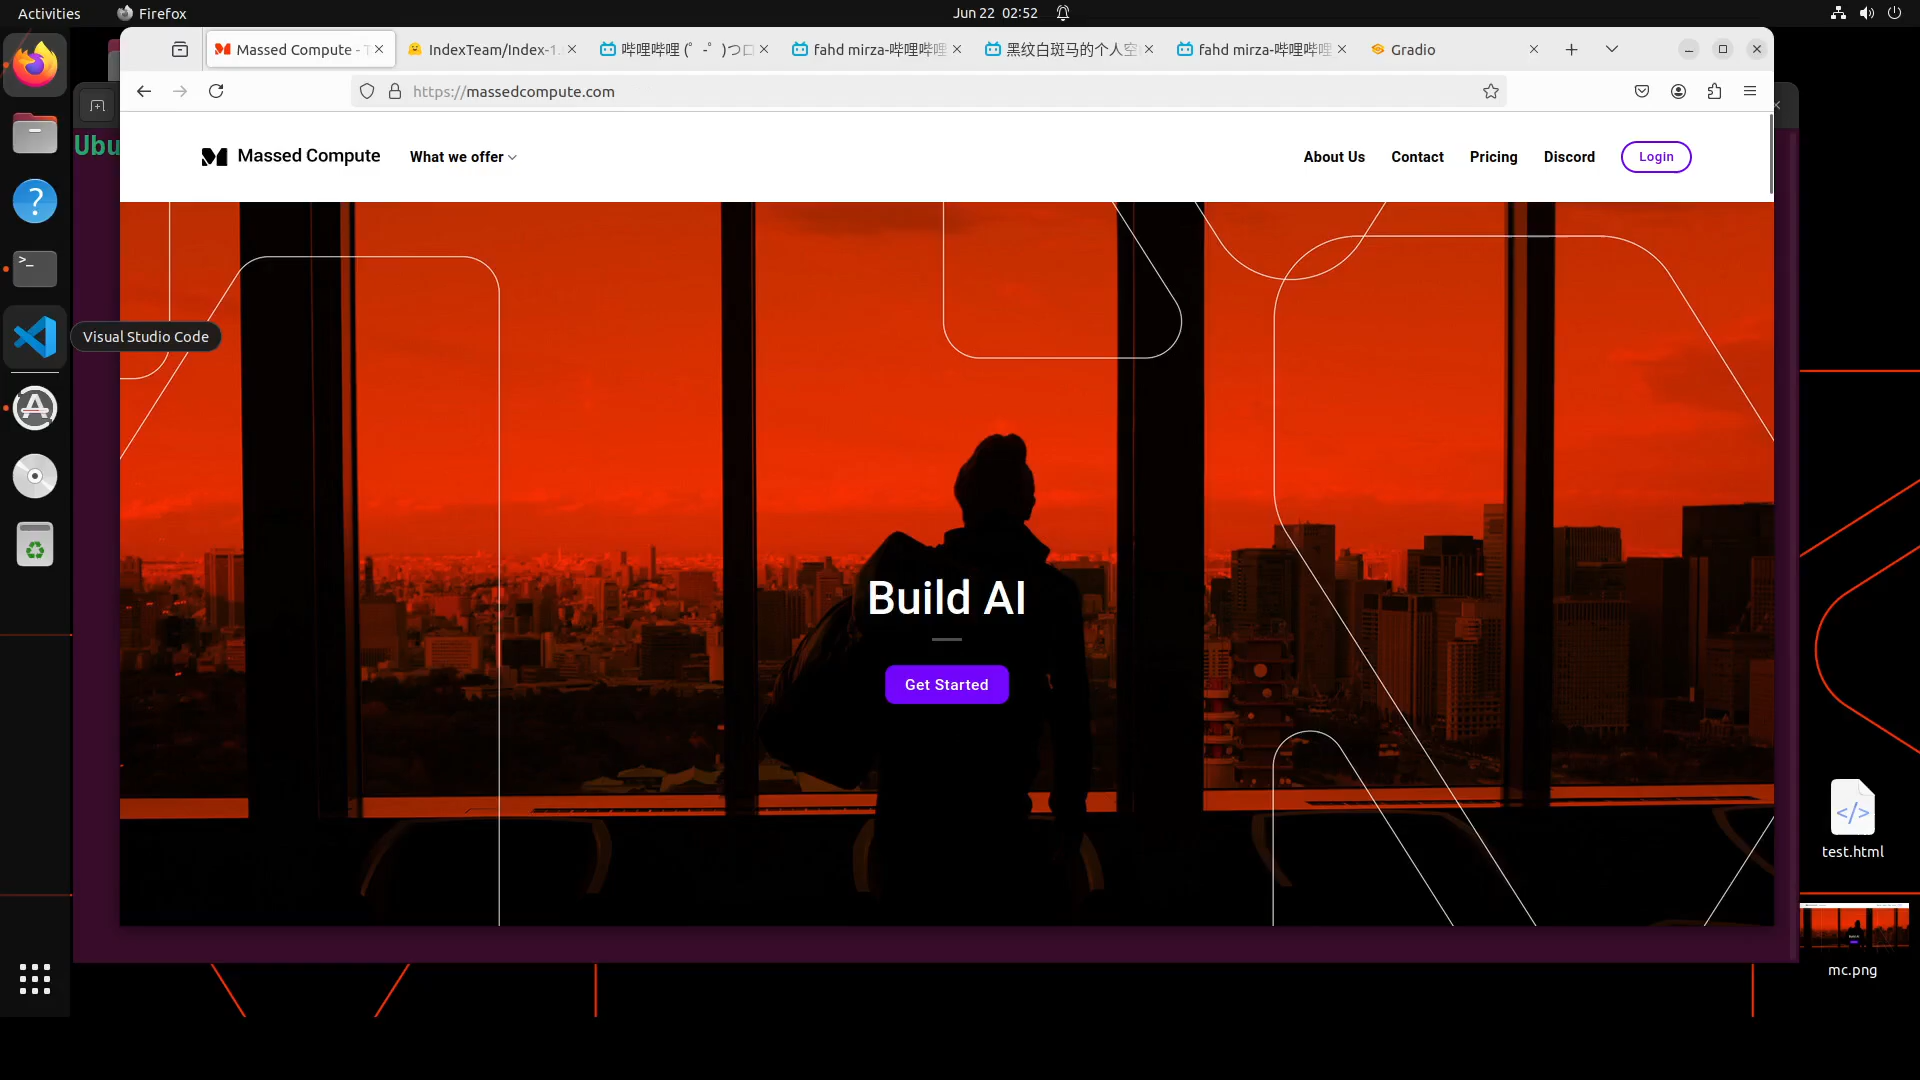 Activities
Firefox
Jun 22 02:52
Massed Compute - T
IndexTeam/Index-1.
哔哩哔哩 (゜-゜)つロ
fahd mirza-哔哩哔哩
黑纹白斑马的个人空
fahd mirza-哔哩哔哩
Gradio
https://massedcompute.com
Ubu
Massed Compute
What we offer
About Us
Contact
Pricing
Discord
Login
Visual Studio Code
Build AI
Get Started
test.html
mc.png